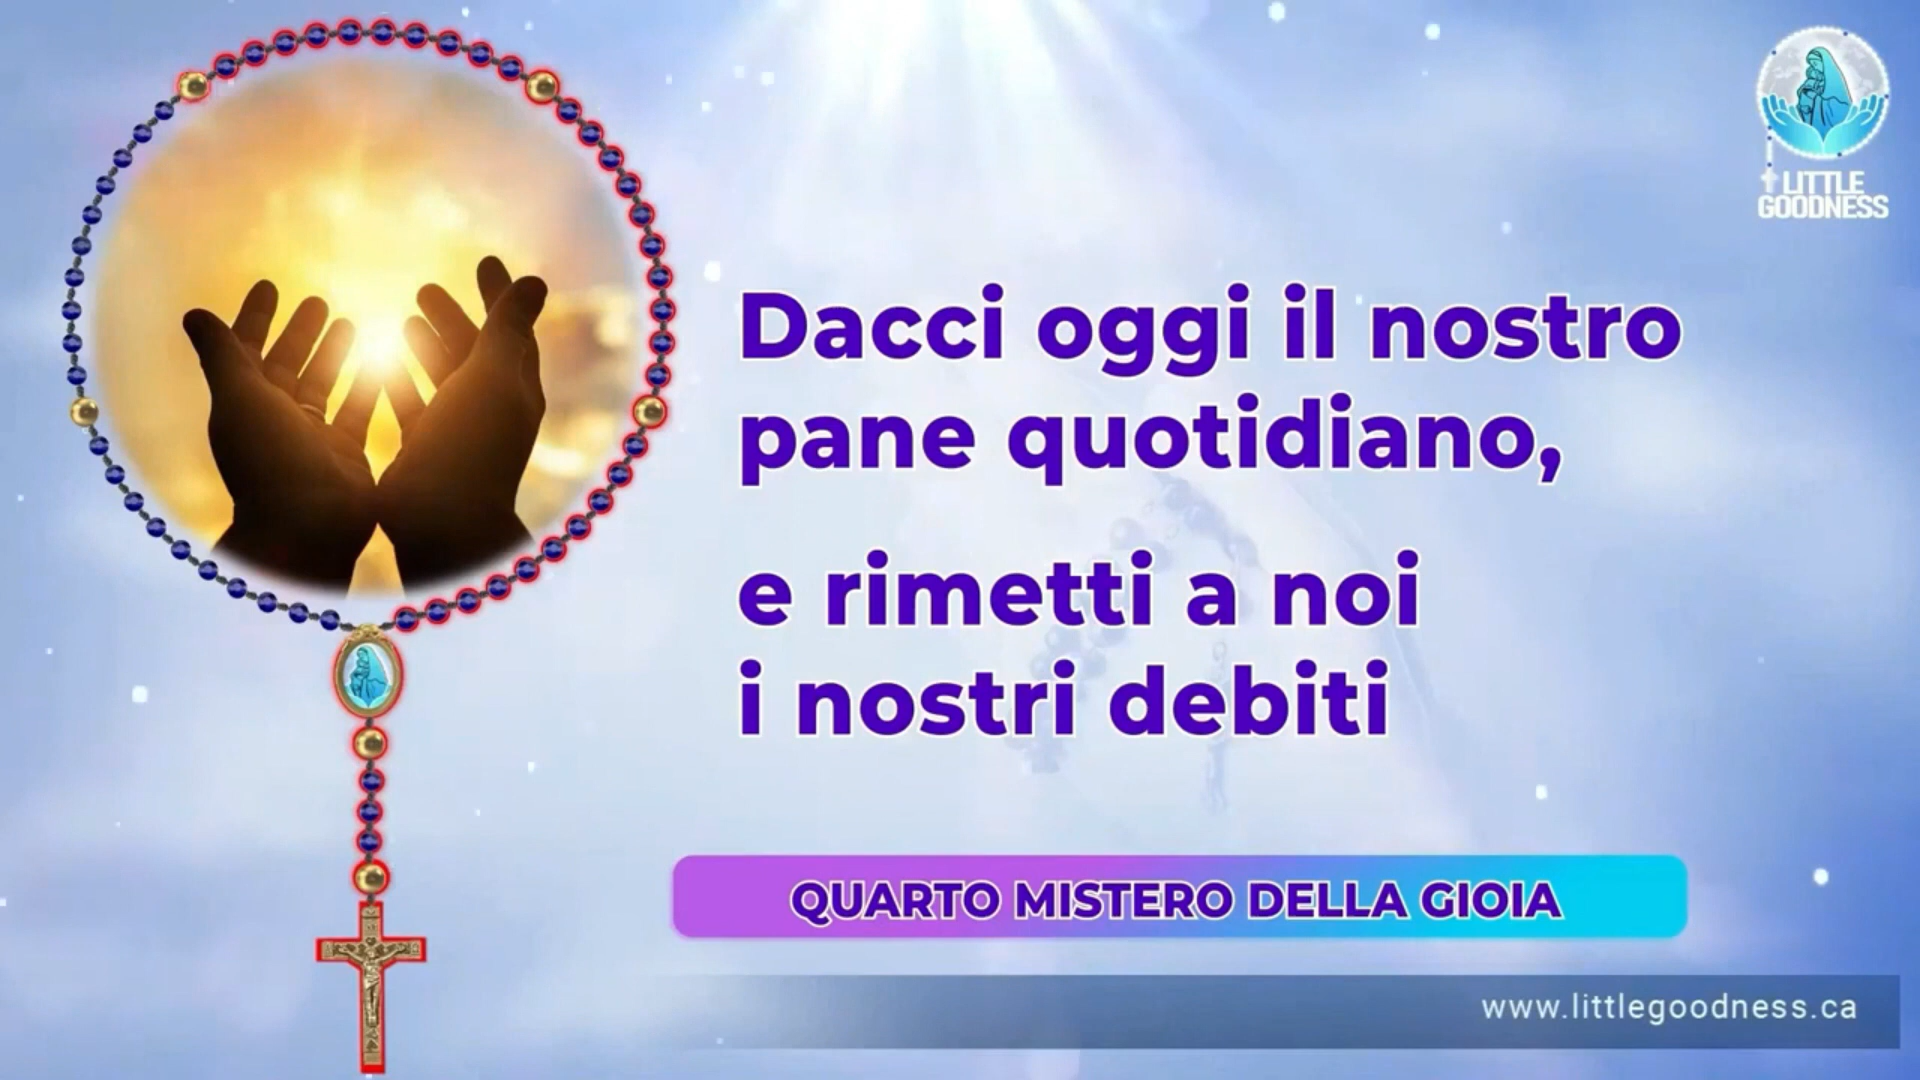 LITTLE
GOODNESS
Dacci oggi il nostro
pane quotidiano,
e rimetti a noi
i nostri debiti
QUARTO MISTERO DELLA GIOIA
www.littlegoodness.ca